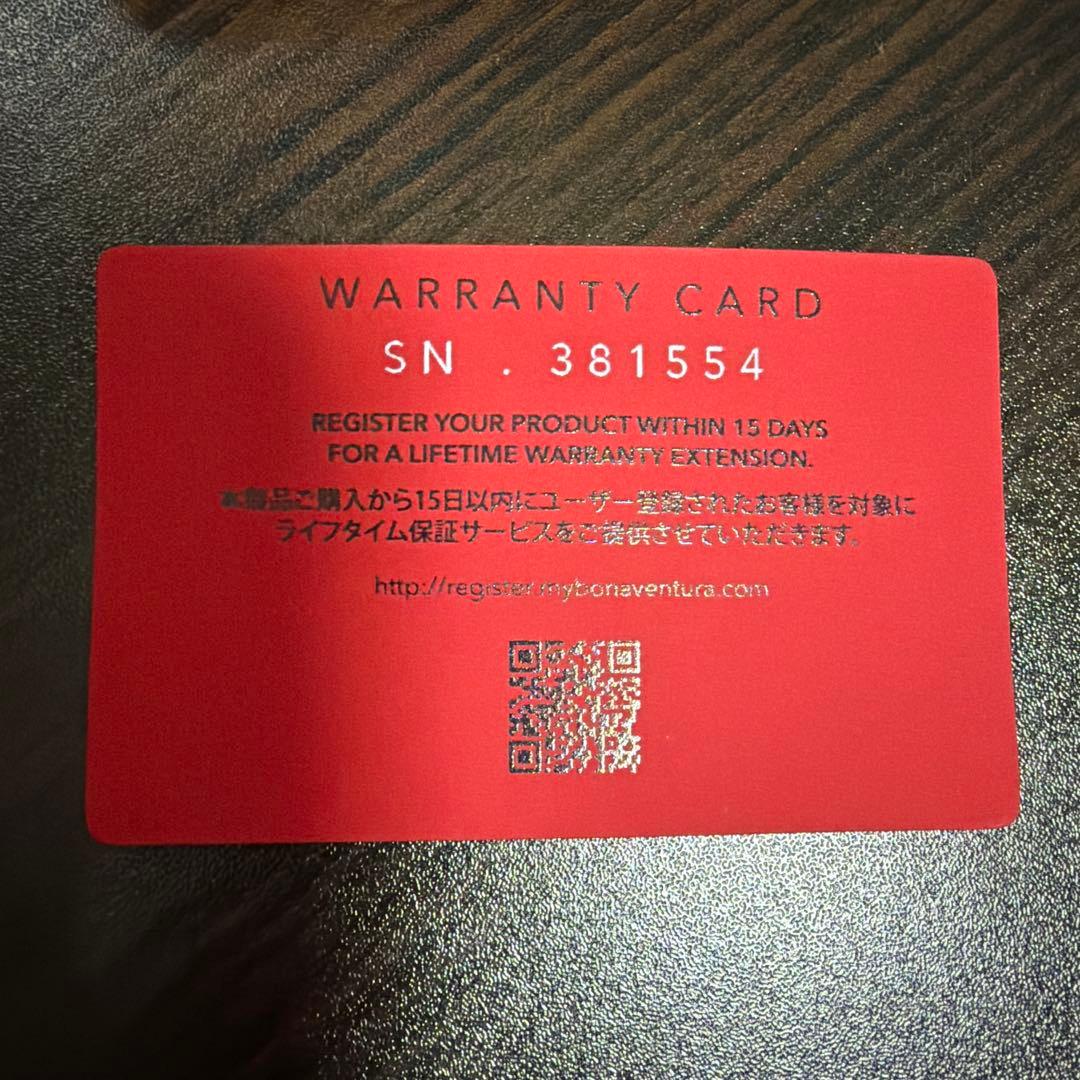 WARRANTY CARD
SN . 381554
REGISTER YOUR PRODUCT WITHIN 15 DAYS
FOR A LIFETIME WARRANTY EXTENSION.
本製品ご購入から15日以内にユーザー登録されたお客様を対象に
ライフタイム保証サービスをご提供させていただきます。
http://register.mybonaventura.com